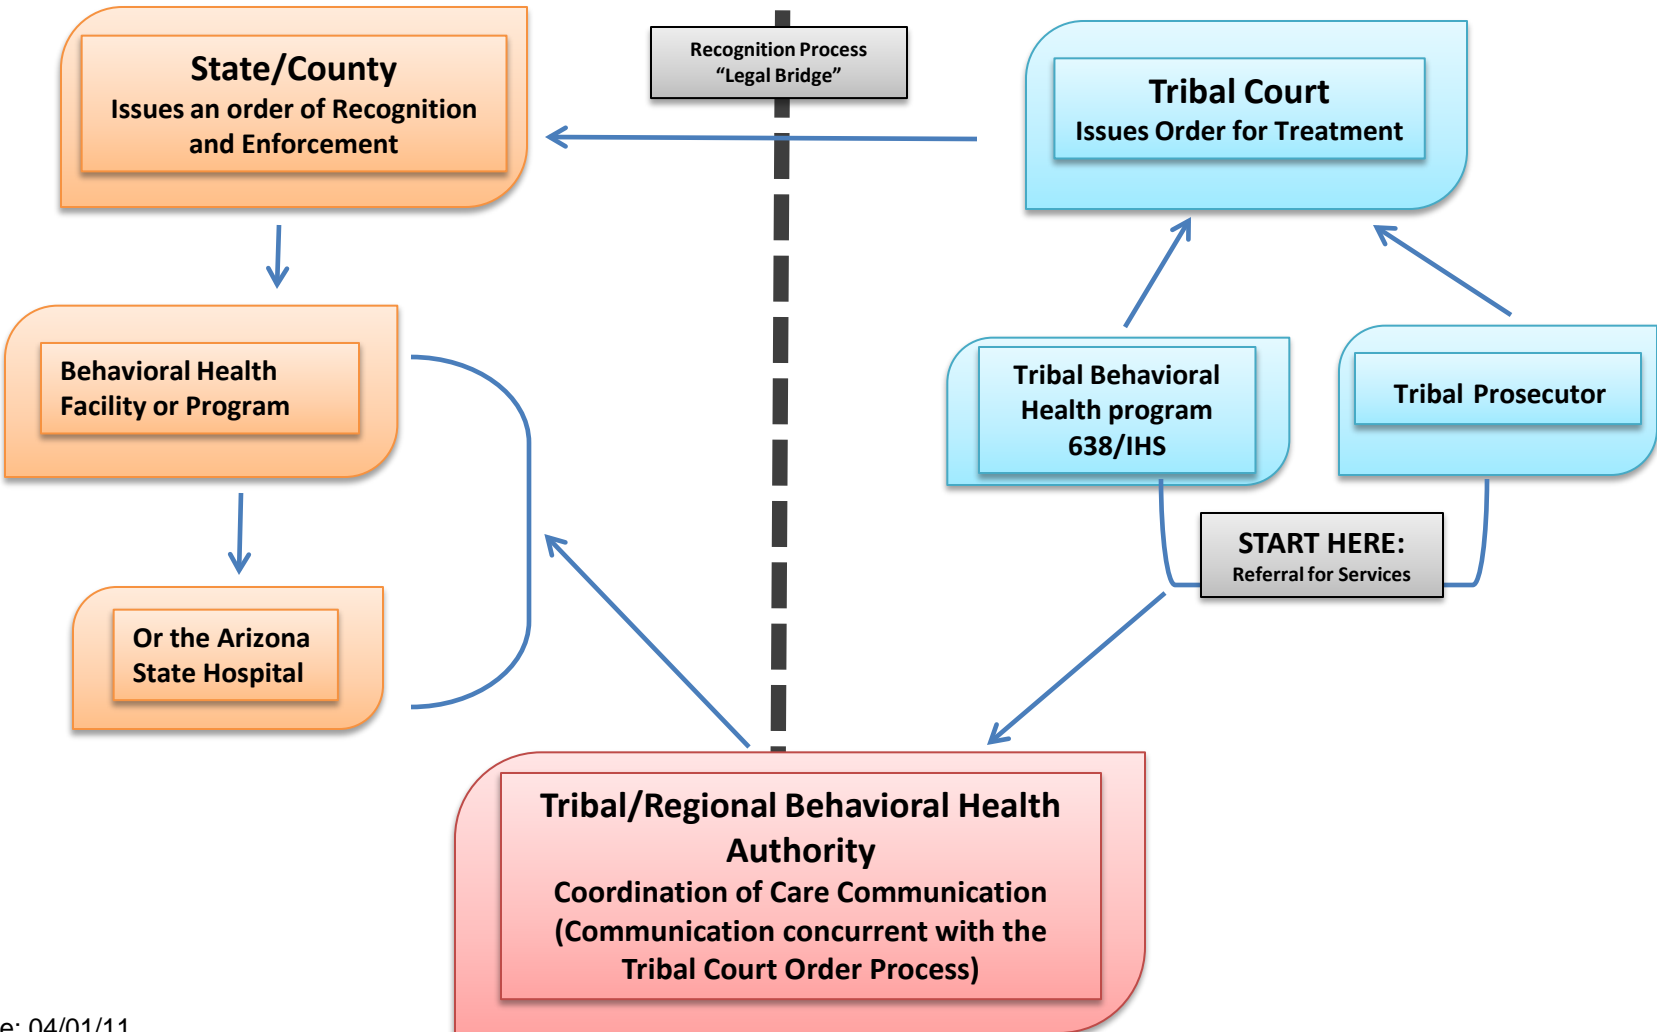 State/County
Issues an order of Recognition
and Enforcement
Recognition Process
“Legal Bridge”
Tribal Court
Issues Order for Treatment
Behavioral Health
Facility or Program
Tribal Behavioral
Health program
638/IHS
Tribal Prosecutor
START HERE:
Referral for Services
Or the Arizona
State Hospital
Tribal/Regional Behavioral Health
Authority
Coordination of Care Communication
(Communication concurrent with the
Tribal Court Order Process)
e: 04/01/11